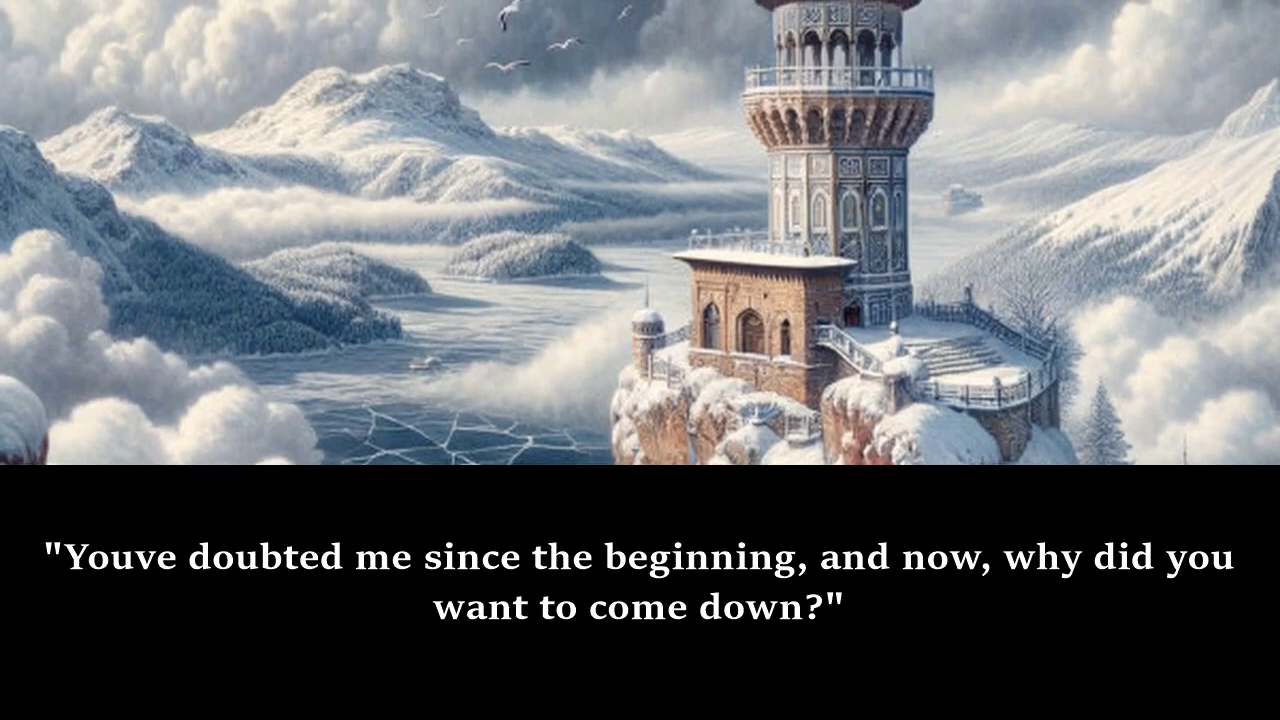 "Youve doubted me since the beginning, and now, why did you
want to come down?"